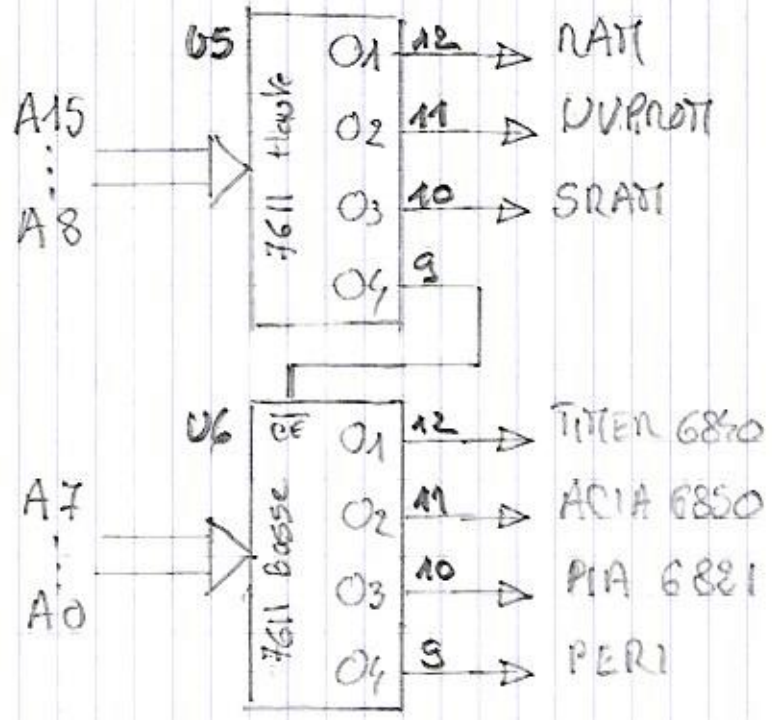 U5
O1 12 RAM
A15
O2 11 UVPROM
7611 Haute
A8
O3 10 SRAM
O4 9
U6
CE
O1 12 TIMER 6840
A7
O2 11 ACIA 6850
7611 Basse
A0
O3 10 PIA 6821
O4 9 PERI